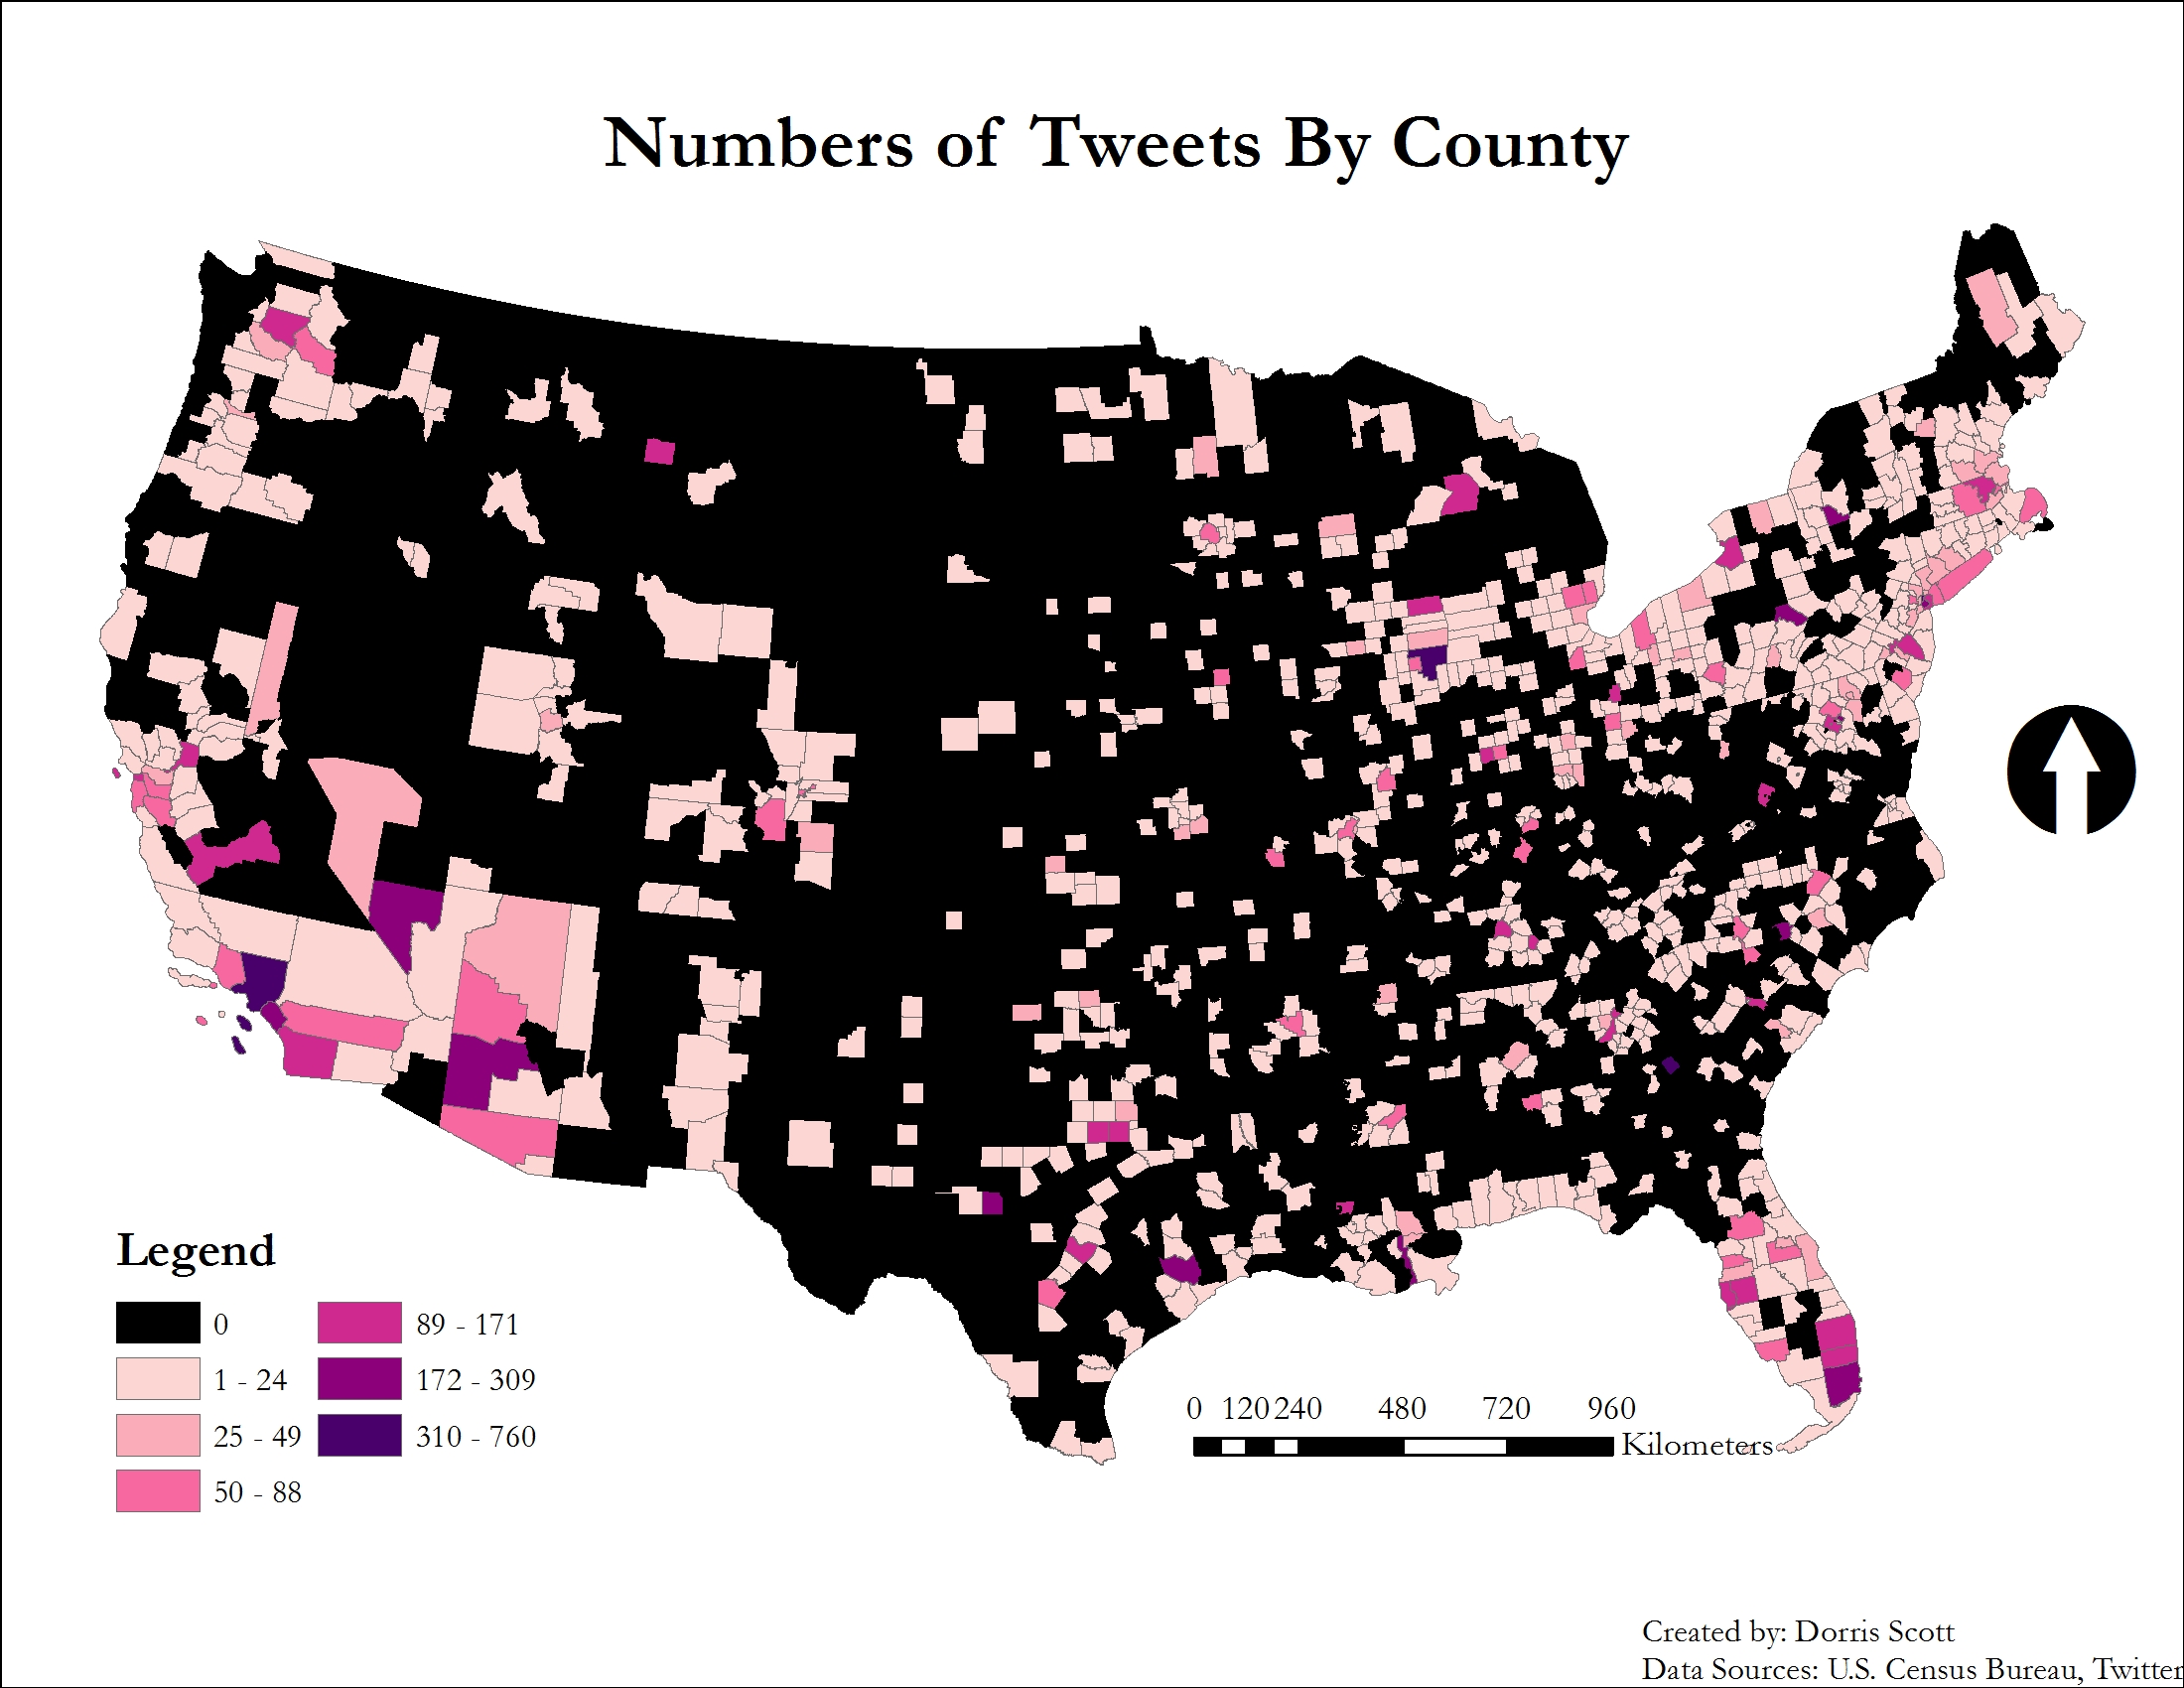 Numbers of Tweets By County
Legend
0
1 - 24
25 - 49
50 - 88
89 - 171
172 - 309
310 - 760
0 120 240 480 720 960
Kilometers
Created by: Dorris Scott
Data Sources: U.S. Census Bureau, Twitter